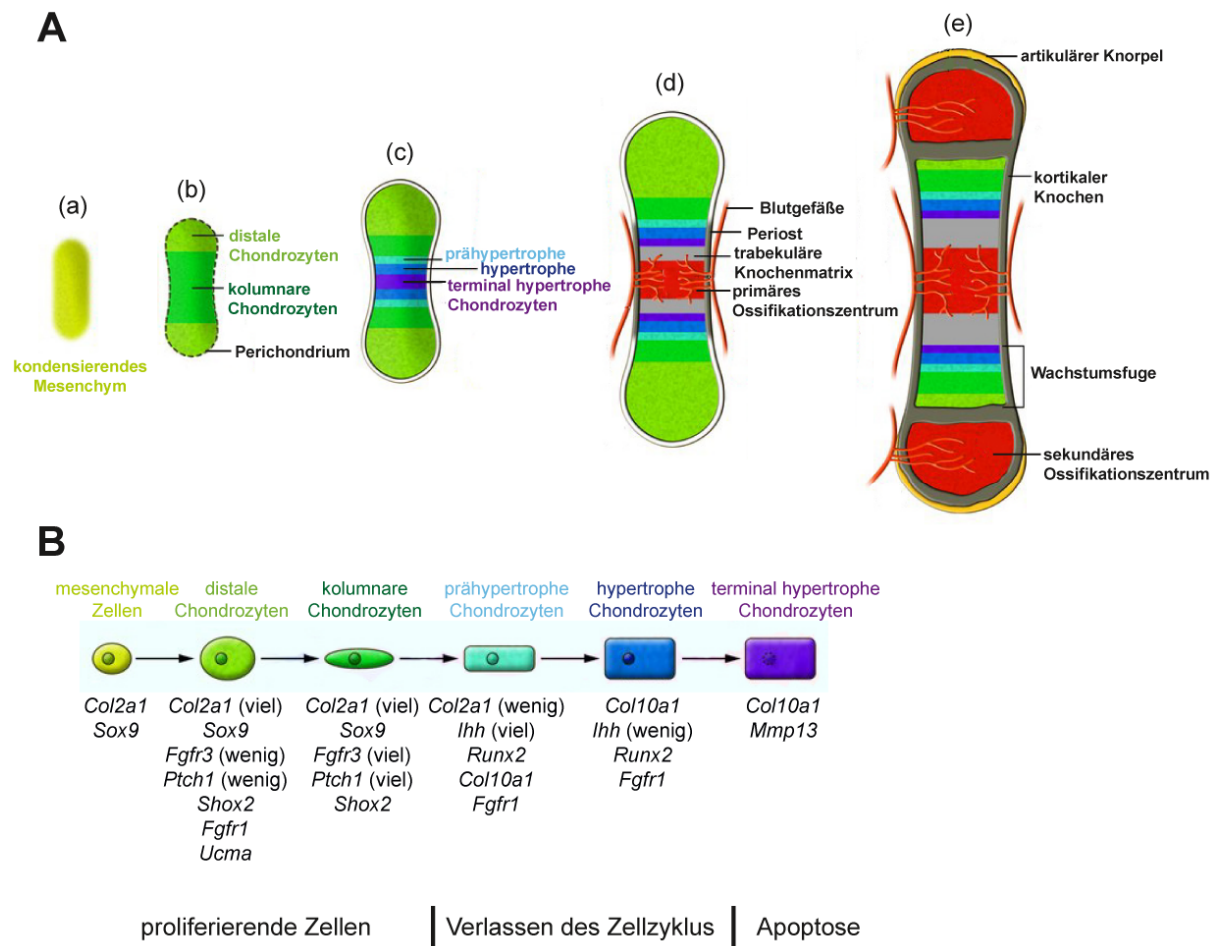 A
(a)
kondensierendes
Mesenchym
(b)
distale
Chondrozyten
kolumnare
Chondrozyten
Perichondrium
(c)
prähypertrophe
hypertrophe
terminal hypertrophe
Chondrozyten
(d)
Blutgefäße
Periost
trabekuläre
Knochenmatrix
primäres
Ossifikationszentrum
(e)
artikulärer Knorpel
kortikaler
Knochen
Wachstumsfuge
sekundäres
Ossifikationszentrum
B
mesenchymale
Zellen
Col2a1
Sox9
distale
Chondrozyten
Col2a1 (viel)
Sox9
Fgfr3 (wenig)
Ptch1 (wenig)
Shox2
Fgfr1
Ucma
kolumnare
Chondrozyten
Col2a1 (viel)
Sox9
Fgfr3 (viel)
Ptch1 (viel)
Shox2
prähypertrophe
Chondrozyten
Col2a1 (wenig)
Ihh (viel)
Runx2
Col10a1
Fgfr1
hypertrophe
Chondrozyten
Col10a1
Ihh (wenig)
Runx2
Fgfr1
terminal hypertrophe
Chondrozyten
Col10a1
Mmp13
proliferierende Zellen
Verlassen des Zellzyklus
Apoptose